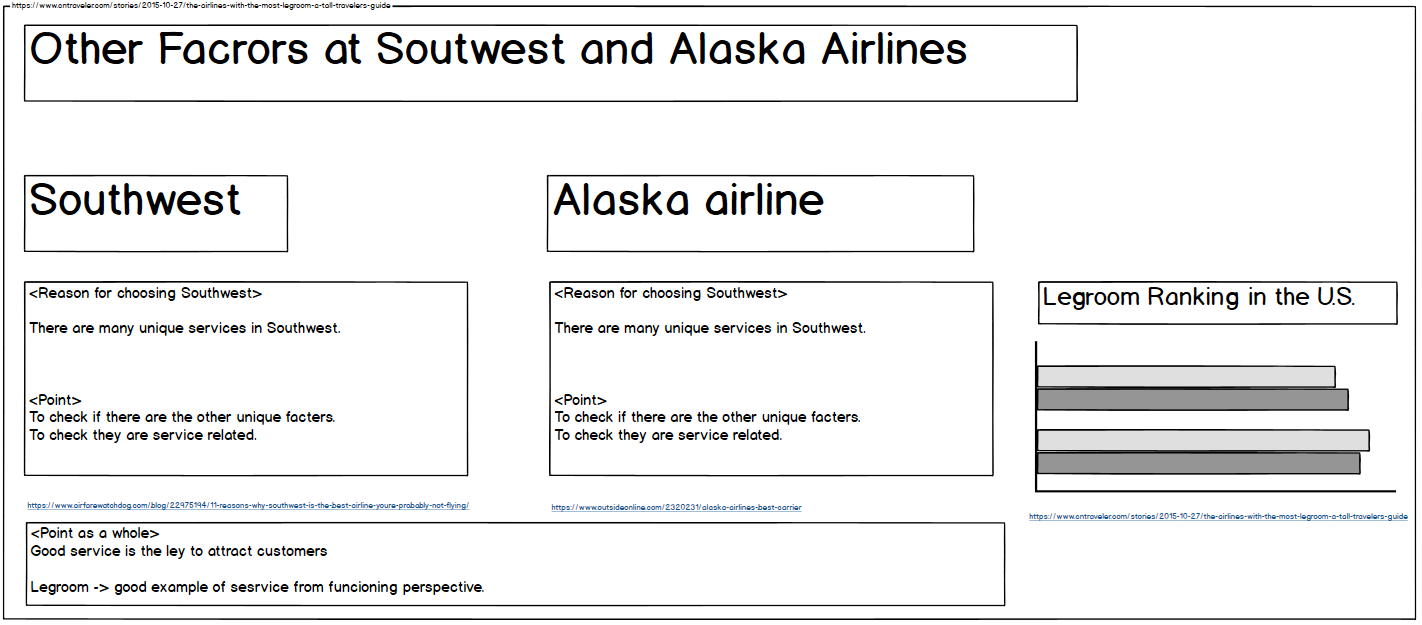 https://www.cntraveler.com/stories/2015-10-27/the-airlines-with-the-most-legroom-a-tall-travelers-guide
Other Facrors at Soutwest and Alaska Airlines
Southwest
Alaska airline
<Reason for choosing Southwest>
There are many unique services in Southwest.
<Point>
To check if there are the other unique facters.
To check they are service related.
https://www.airfarewatchdog.com/blog/22975194/11-reasons-why-southwest-is-the-best-airline-youre-probably-not-flying/
<Reason for choosing Southwest>
There are many unique services in Southwest.
<Point>
To check if there are the other unique facters.
To check they are service related.
https://www.outsideonline.com/2320231/alaska-airlines-best-carrier
Legroom Ranking in the U.S.
https://www.cntraveler.com/stories/2015-10-27/the-airlines-with-the-most-legroom-a-tall-travelers-guide
<Point as a whole>
Good service is the ley to attract customers
Legroom -> good example of sesrvice from funcioning perspective.